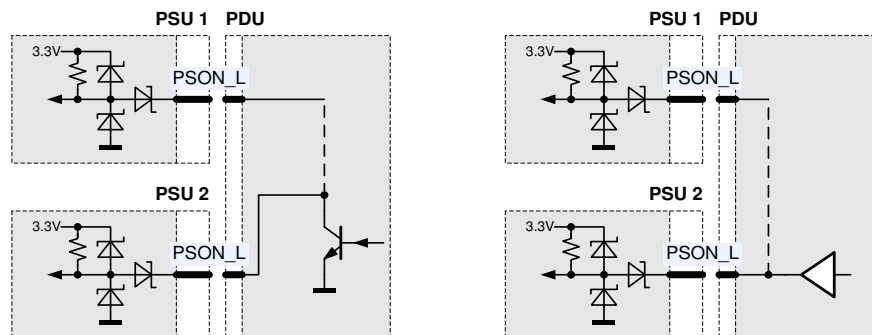 PSU 1 PDU
3.3V
PSON_L
PSU 2
3.3V
PSON_L
PSU 1 PDU
3.3V
PSON_L
PSU 2
3.3V
PSON_L